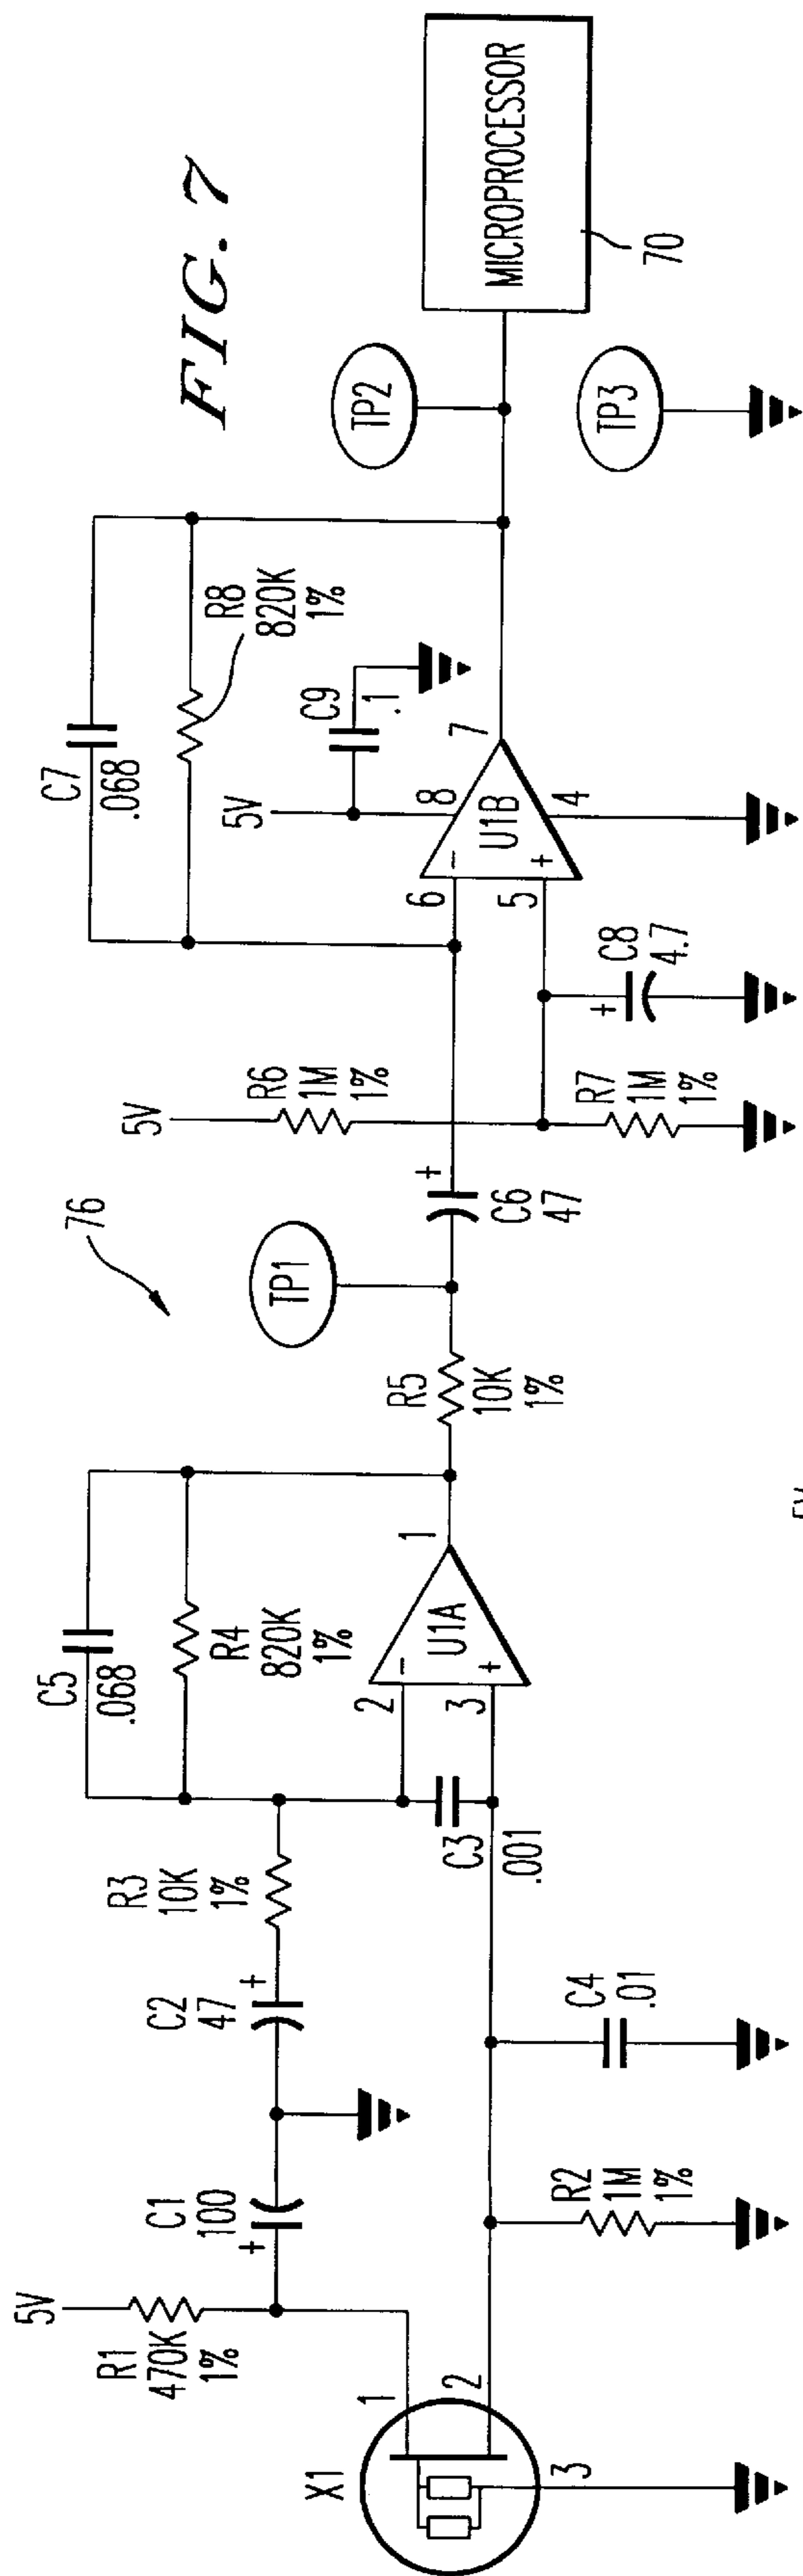 FIG. 7
76
5V
R1
470K
1%
C1
100
+
C2
47
+
R3
10K
1%
C5
.068
R4
820K
1%
X1
1
2
3
R2
1M
1%
C4
.01
C3
.001
2
3
−
+
U1A
1
R5
10K
1%
TP1
C6
47
+
5V
R6
1M
1%
R7
1M
1%
C8
4.7
+
C7
.068
R8
820K
1%
5V
C9
.1
6
5
8
4
−
+
U1B
7
TP2
TP3
MICROPROCESSOR
70
5V